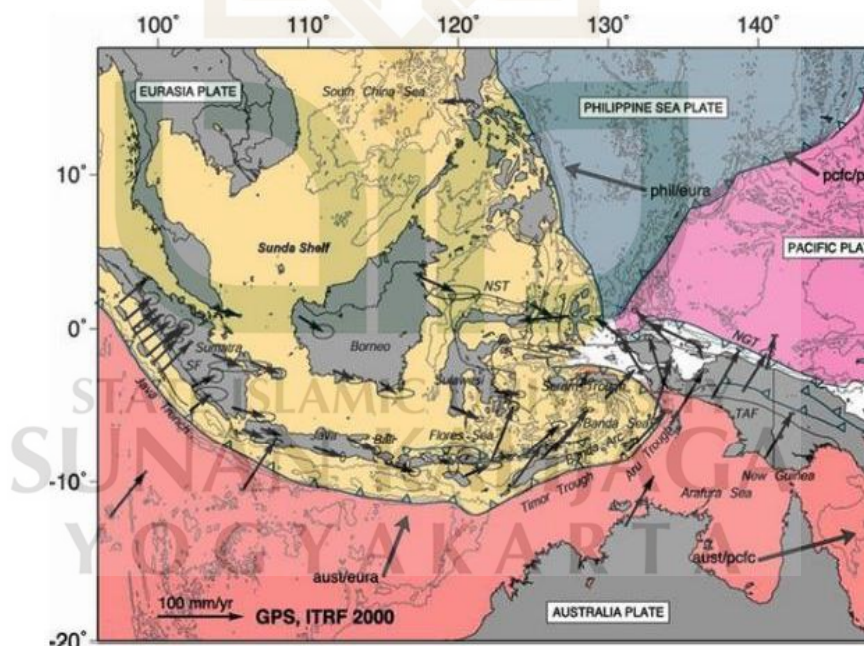 100° 110° 120° 130° 140°
EURASIA PLATE
South China Sea
PHILIPPINE SEA PLATE
10°
phil/eura
pcfc/p
Sunda Shelf
PACIFIC PLAT
NST
0°
Sumatra
Borneo
NGT
SF
Sulawesi
Seram Trough
Java Trench
STATE ISLAMIC UNIVERSITY
TAF
Banda Sea
Java
Bali
Flores Sea
Banda Arc
SUNAN KALIJAGA
Aru Trough
New Guinea
-10°
Timor Trough
Arafura Sea
YOGYAKARTA
aust/eura
aust/pcfc
100 mm/yr
GPS, ITRF 2000
AUSTRALIA PLATE
-20°